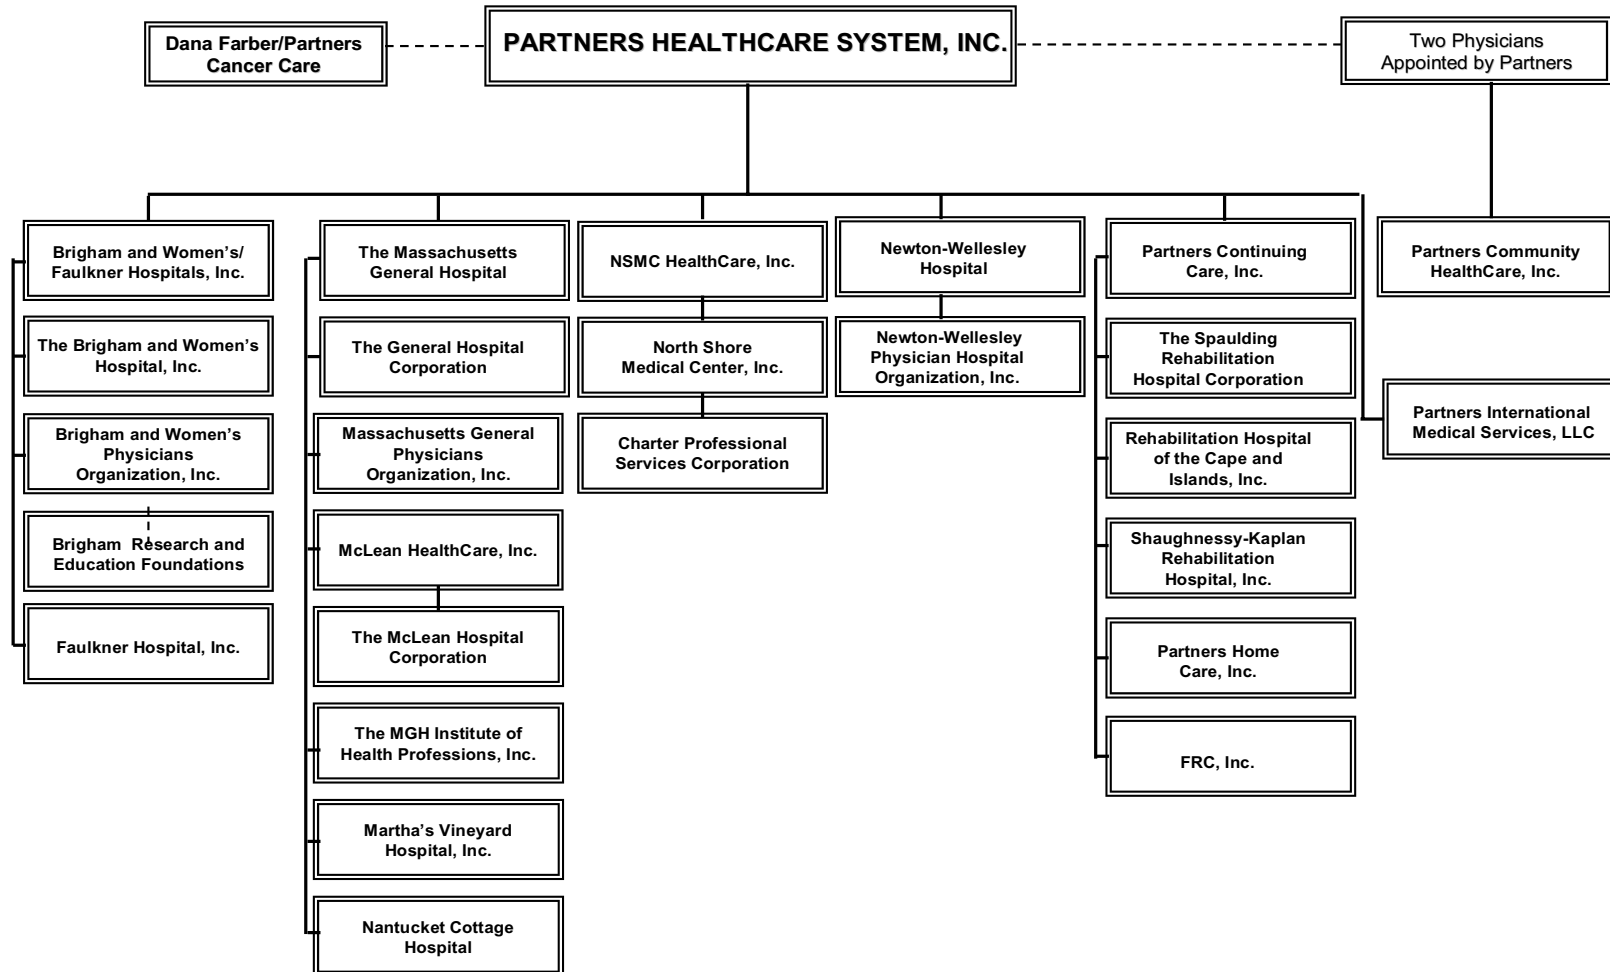 Dana Farber/Partners
Cancer Care
PARTNERS HEALTHCARE SYSTEM, INC.
Two Physicians
Appointed by Partners
Brigham and Women’s/
Faulkner Hospitals, Inc.
The Brigham and Women’s
Hospital, Inc.
Brigham and Women’s
Physicians
Organization, Inc.
Brigham Research and
Education Foundations
Faulkner Hospital, Inc.
The Massachusetts
General Hospital
The General Hospital
Corporation
Massachusetts General
Physicians
Organization, Inc.
McLean HealthCare, Inc.
The McLean Hospital
Corporation
The MGH Institute of
Health Professions, Inc.
Martha’s Vineyard
Hospital, Inc.
Nantucket Cottage
Hospital
NSMC HealthCare, Inc.
North Shore
Medical Center, Inc.
Charter Professional
Services Corporation
Newton-Wellesley
Hospital
Newton-Wellesley
Physician Hospital
Organization, Inc.
Partners Continuing
Care, Inc.
The Spaulding
Rehabilitation
Hospital Corporation
Rehabilitation Hospital
of the Cape and
Islands, Inc.
Shaughnessy-Kaplan
Rehabilitation
Hospital, Inc.
Partners Home
Care, Inc.
FRC, Inc.
Partners Community
HealthCare, Inc.
Partners International
Medical Services, LLC